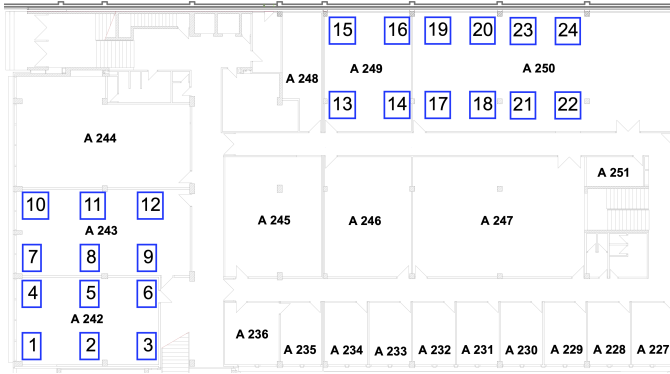 15 16 19 20 23 24
A 248 A 249 A 250
13 14 17 18 21 22
A 244
A 251
10 11 12
A 243 A 245 A 246 A 247
7 8 9
4 5 6
A 242
1 2 3
A 236 A 235 A 234 A 233 A 232 A 231 A 230 A 229 A 228 A 227